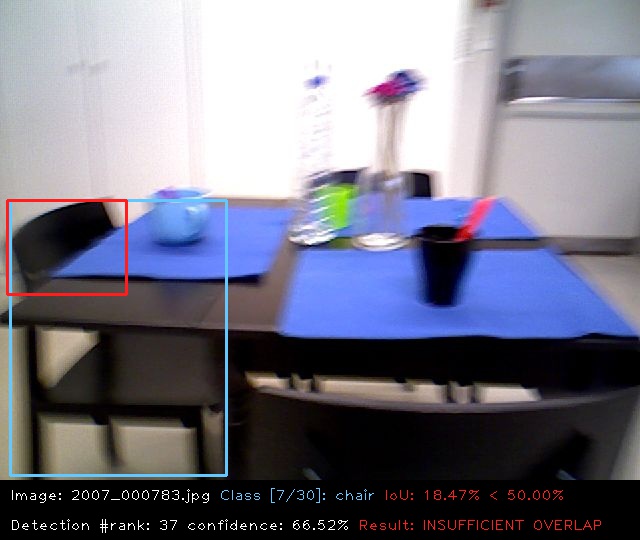 Image: 2007_000783.jpg Class [7/30]: chair IoU: 18.47% < 50.00%
Detection #rank: 37 confidence: 66.52% Result: INSUFFICIENT OVERLAP